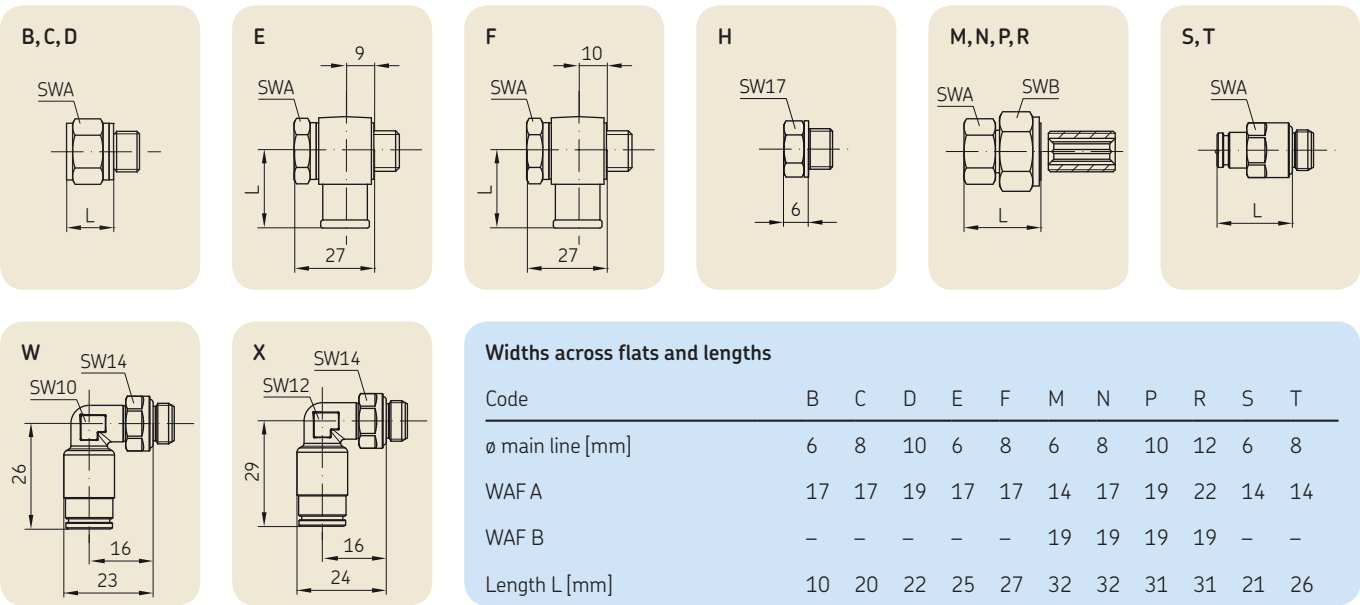 B, C, D
SWA
L
E
9
SWA
L
27
F
10
SWA
L
27
H
SW17
6
M, N, P, R
SWA
SWB
L
S, T
SWA
L
W
SW14
SW10
26
16
23
X
SW14
SW12
29
16
24
Widths across flats and lengths
Code B C D E F M N P R S T
ø main line [mm] 6 8 10 6 8 6 8 10 12 6 8
WAF A 17 17 19 17 17 14 17 19 22 14 14
WAF B – – – – – 19 19 19 19 – –
Length L [mm] 10 20 22 25 27 32 32 31 31 21 26